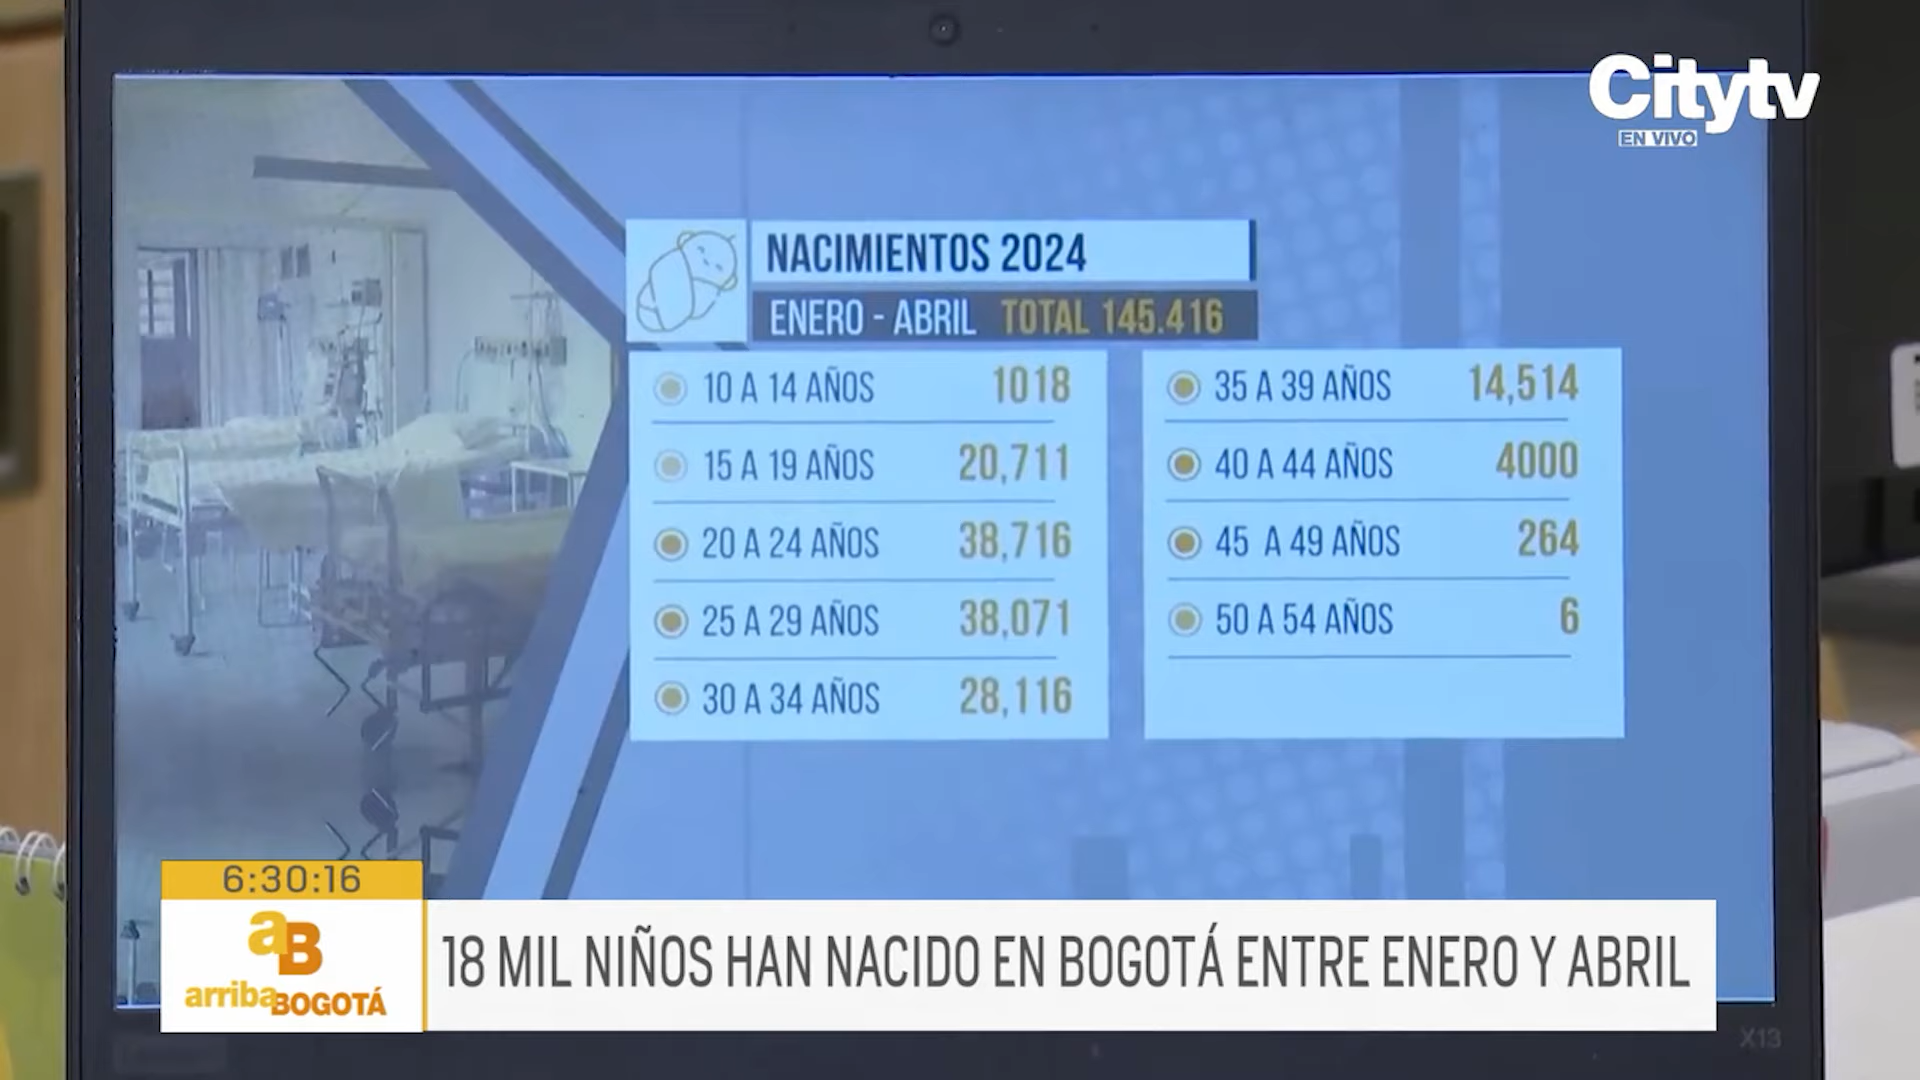 Citytv
EN VIVO
NACIMIENTOS 2024
ENERO - ABRIL TOTAL 145.416
10 A 14 AÑOS 1018
15 A 19 AÑOS 20,711
20 A 24 AÑOS 38,716
25 A 29 AÑOS 38,071
30 A 34 AÑOS 28,116
35 A 39 AÑOS 14,514
40 A 44 AÑOS 4000
45 A 49 AÑOS 264
50 A 54 AÑOS 6
6:30:16
aB
arribaBOGOTÁ
18 MIL NIÑOS HAN NACIDO EN BOGOTÁ ENTRE ENERO Y ABRIL
X13